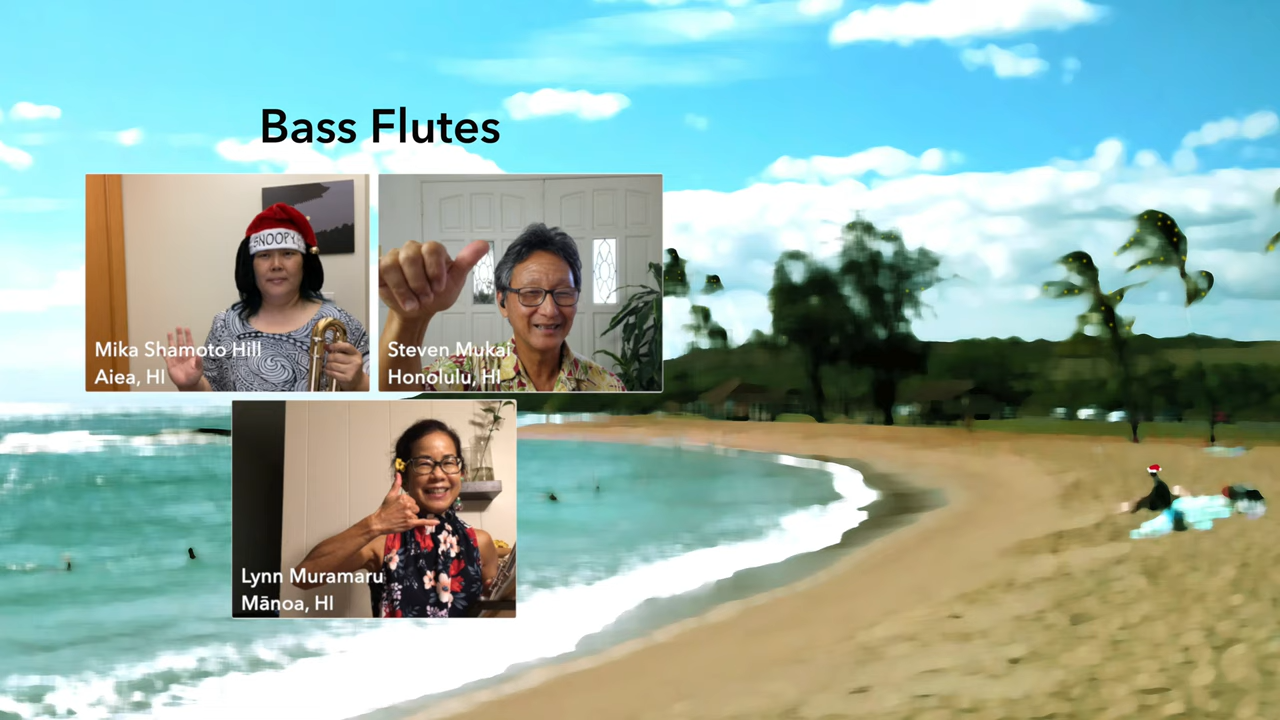 Bass Flutes
SNOOPY
Mika Shamoto Hill
Aiea, HI
Steven Mukai
Honolulu, HI
Lynn Muramaru
Mānoa, HI